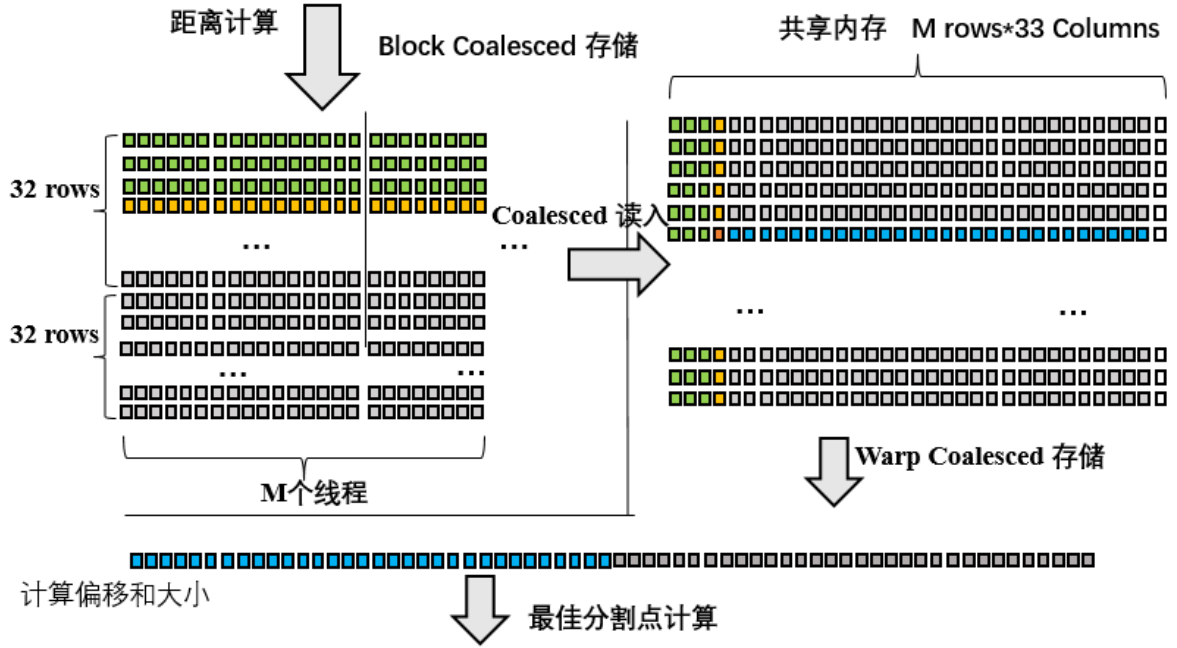 距离计算
Block Coalesced 存储
共享内存 M rows*33 Columns
32 rows
Coalesced 读入
...
...
...
...
32 rows
...
...
Warp Coalesced 存储
M个线程
计算偏移和大小
最佳分割点计算